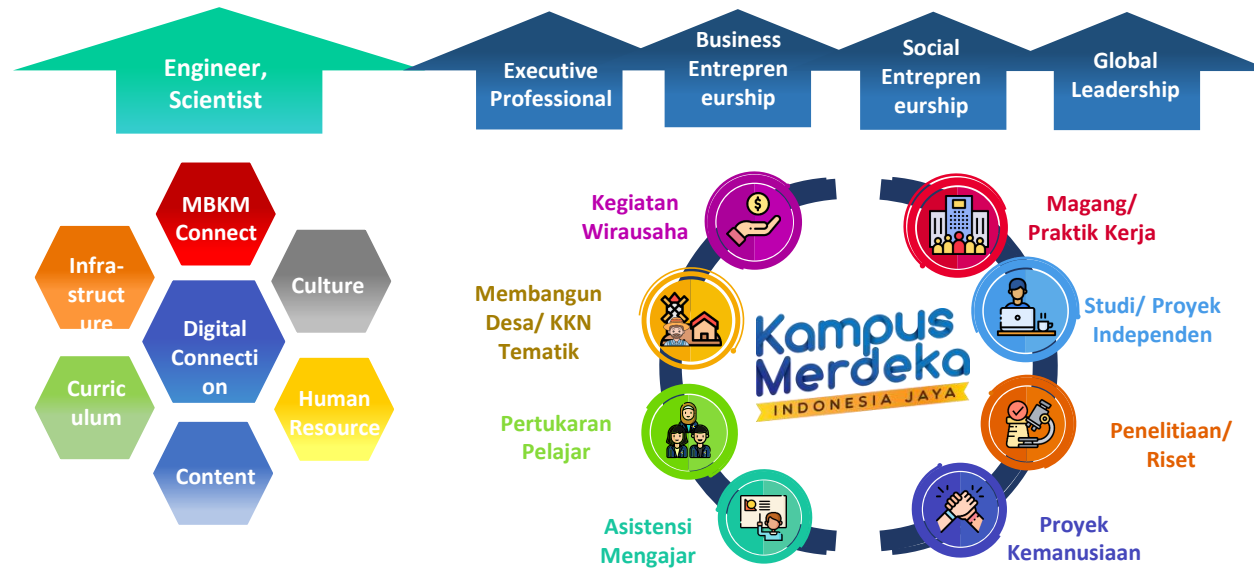 Engineer,
Scientist
Executive
Professional
Business
Entrepren
eurship
Social
Entrepren
eurship
Global
Leadership
MBKM
Connect
Infra-
struct
ure
Culture
Digital
Connecti
on
Curric
ulum
Human
Resource
Content
Kegiatan
Wirausaha
Membangun
Desa/ KKN
Tematik
Pertukaran
Pelajar
Asistensi
Mengajar
Kampus
Merdeka
INDONESIA JAYA
Magang/
Praktik Kerja
Studi/ Proyek
Independen
Penelitiaan/
Riset
Proyek
Kemanusiaan